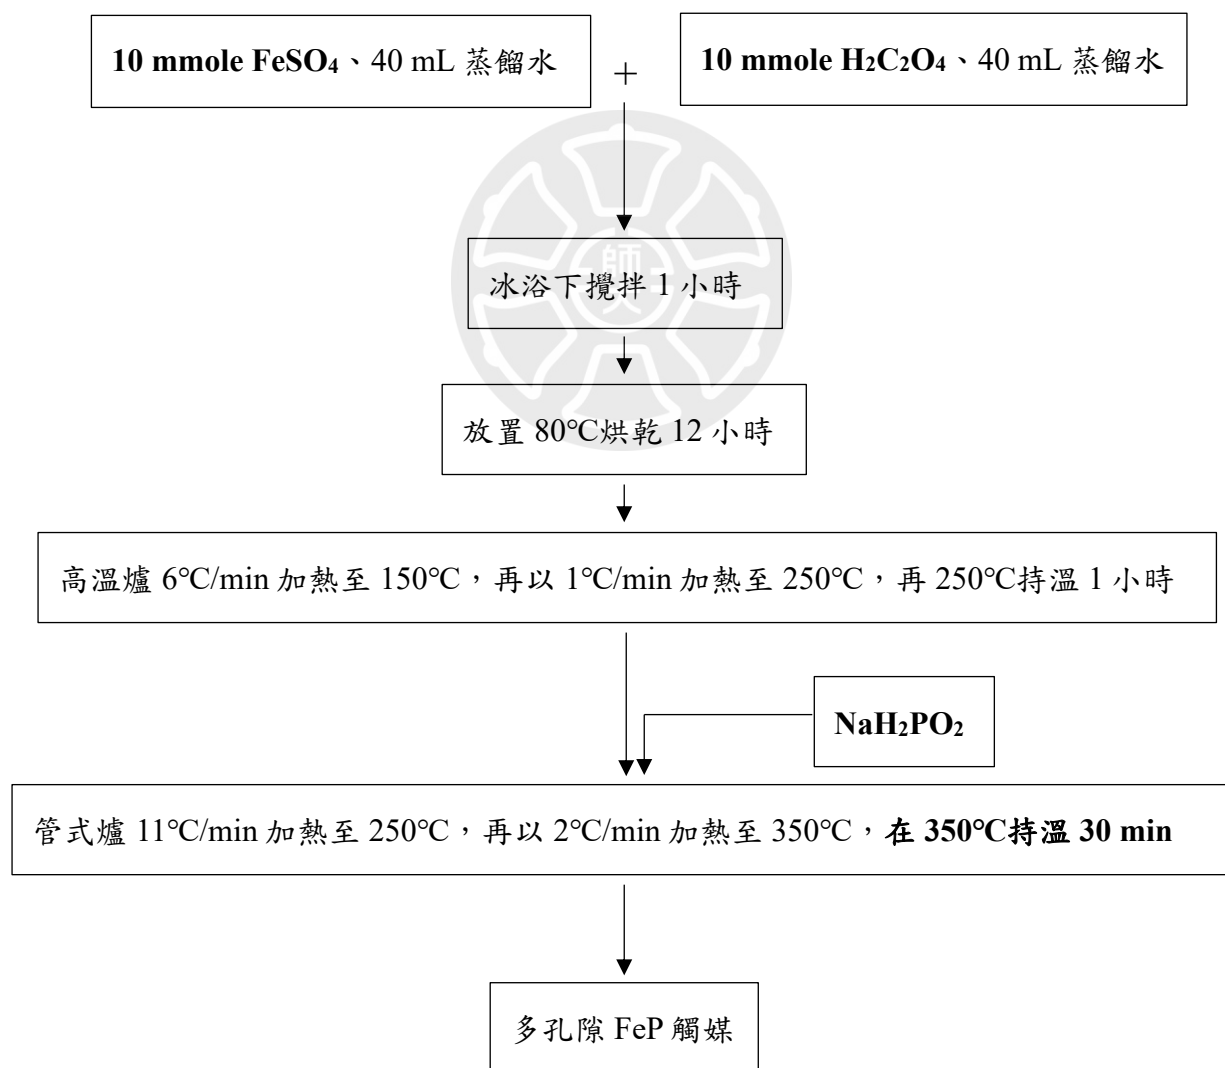 10 mmole FeSO4、40 mL 蒸餾水
+
10 mmole H2C2O4、40 mL 蒸餾水
師大
冰浴下攪拌 1 小時
放置 80℃烘乾 12 小時
高溫爐 6℃/min 加熱至 150℃，再以 1℃/min 加熱至 250℃，再 250℃持溫 1 小時
NaH2PO2
管式爐 11℃/min 加熱至 250℃，再以 2℃/min 加熱至 350℃，在 350℃持溫 30 min
多孔隙 FeP 觸媒